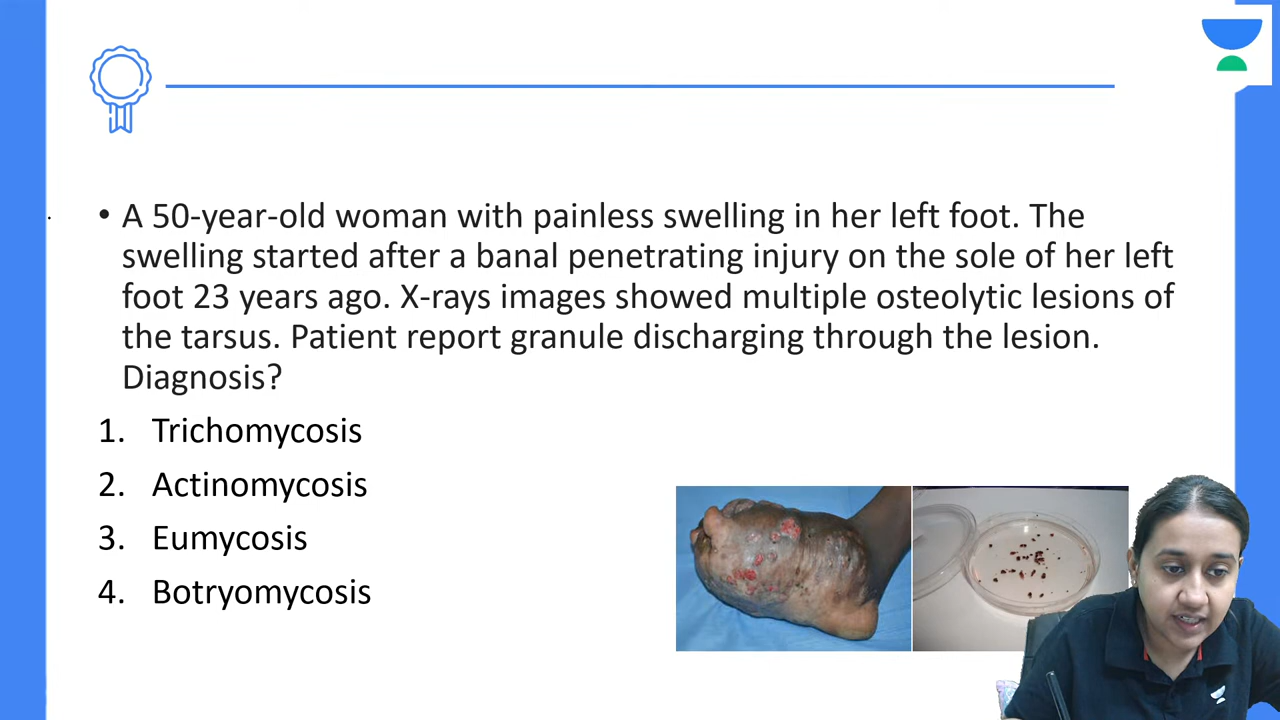 • A 50-year-old woman with painless swelling in her left foot. The
swelling started after a banal penetrating injury on the sole of her left
foot 23 years ago. X-rays images showed multiple osteolytic lesions of
the tarsus. Patient report granule discharging through the lesion.
Diagnosis?
1. Trichomycosis
2. Actinomycosis
3. Eumycosis
4. Botryomycosis